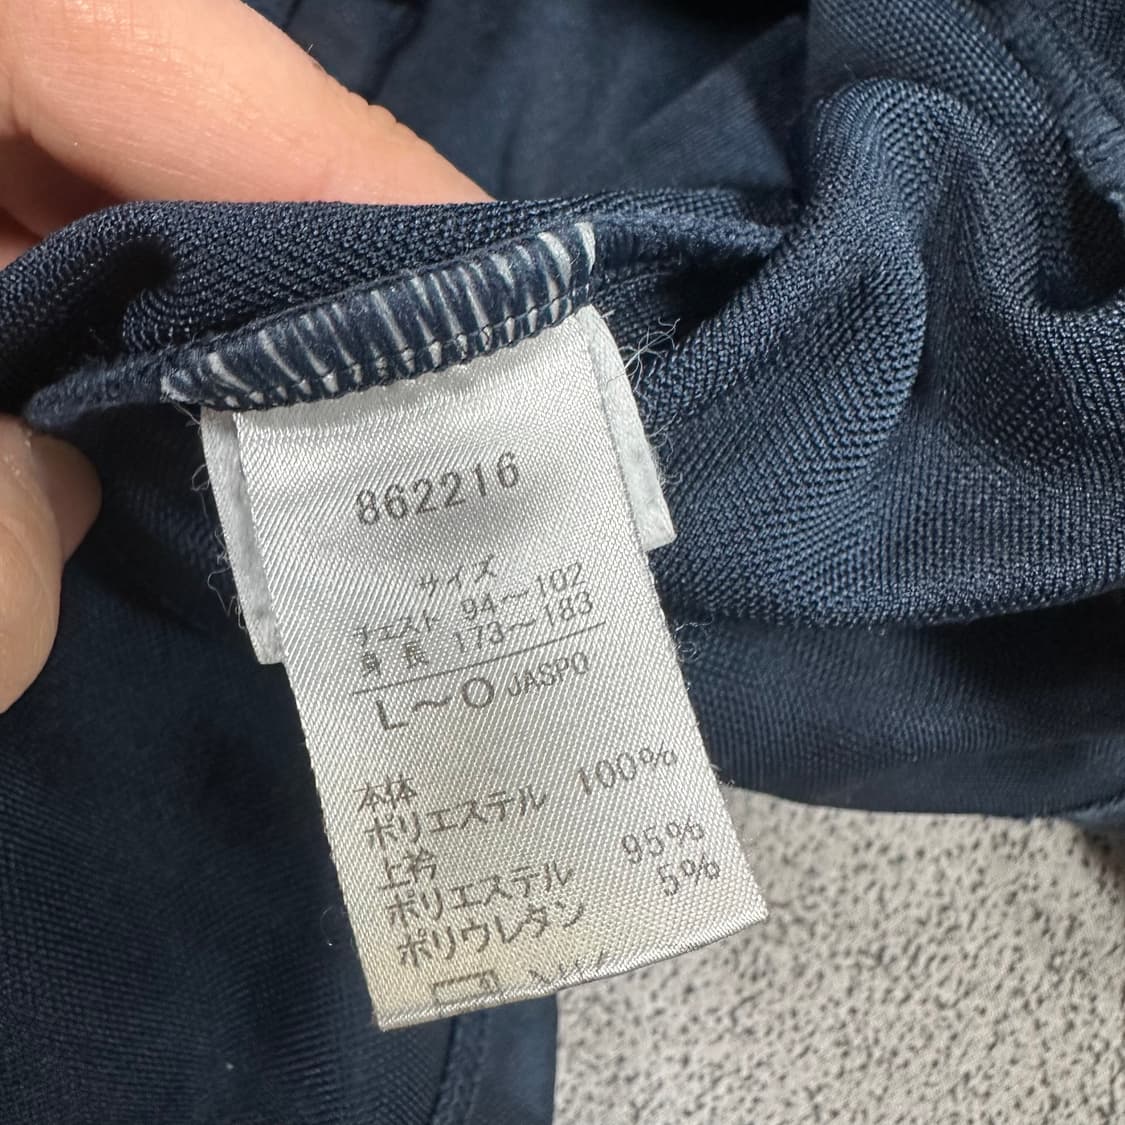 862216
サイズ
チェスト 94～102
身長 173～183
L～O JASPO
本体
ポリエステル 100%
上衿
ポリエステル 95%
ポリウレタン 5%